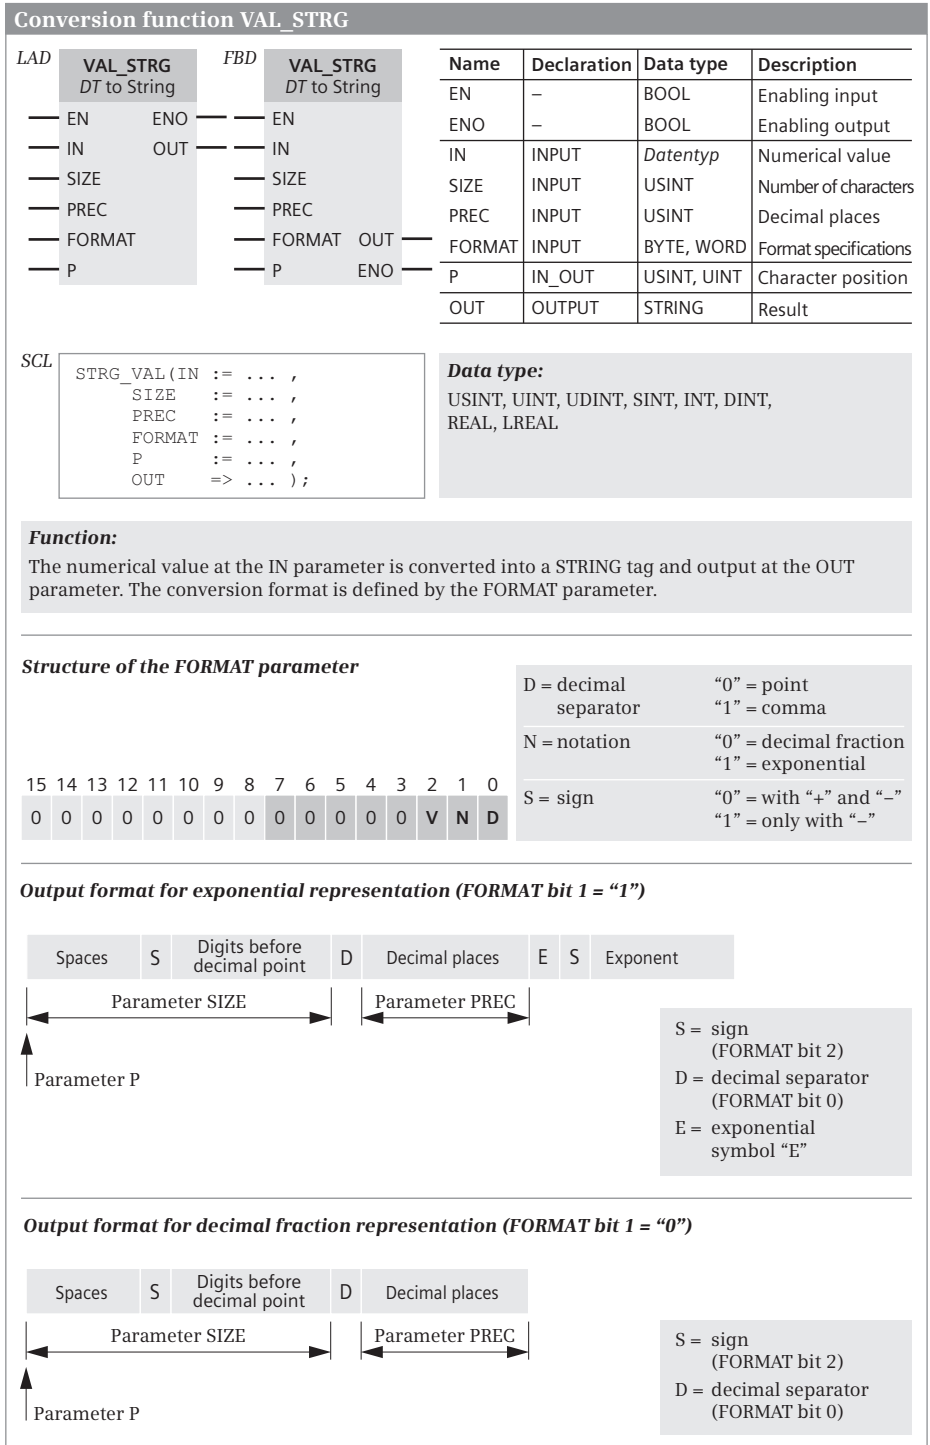 Conversion function VAL_STRG
LAD
VAL_STRG
DT to String
EN ENO
IN OUT
SIZE
PREC
FORMAT
P
FBD
VAL_STRG
DT to String
EN
IN
SIZE
PREC
FORMAT OUT
P ENO
Name Declaration Data type Description
EN – BOOL Enabling input
ENO – BOOL Enabling output
IN INPUT Datentyp Numerical value
SIZE INPUT USINT Number of characters
PREC INPUT USINT Decimal places
FORMAT INPUT BYTE, WORD Format specifications
P IN_OUT USINT, UINT Character position
OUT OUTPUT STRING Result
SCL
STRG_VAL(IN := ... ,
SIZE := ... ,
PREC := ... ,
FORMAT := ... ,
P := ... ,
OUT => ... );
Data type:
USINT, UINT, UDINT, SINT, INT, DINT,
REAL, LREAL
Function:
The numerical value at the IN parameter is converted into a STRING tag and output at the OUT
parameter. The conversion format is defined by the FORMAT parameter.
Structure of the FORMAT parameter
15 14 13 12 11 10 9 8 7 6 5 4 3 2 1 0
0 0 0 0 0 0 0 0 0 0 0 0 0 V N D
D = decimal “0” = point
separator “1” = comma
N = notation “0” = decimal fraction
“1” = exponential
S = sign “0” = with “+” and “–”
“1” = only with “–”
Output format for exponential representation (FORMAT bit 1 = “1”)
Spaces S Digits before decimal point D Decimal places E S Exponent
Parameter SIZE Parameter PREC
Parameter P
S = sign
(FORMAT bit 2)
D = decimal separator
(FORMAT bit 0)
E = exponential
symbol “E”
Output format for decimal fraction representation (FORMAT bit 1 = “0”)
Spaces S Digits before decimal point D Decimal places
Parameter SIZE Parameter PREC
Parameter P
S = sign
(FORMAT bit 2)
D = decimal separator
(FORMAT bit 0)